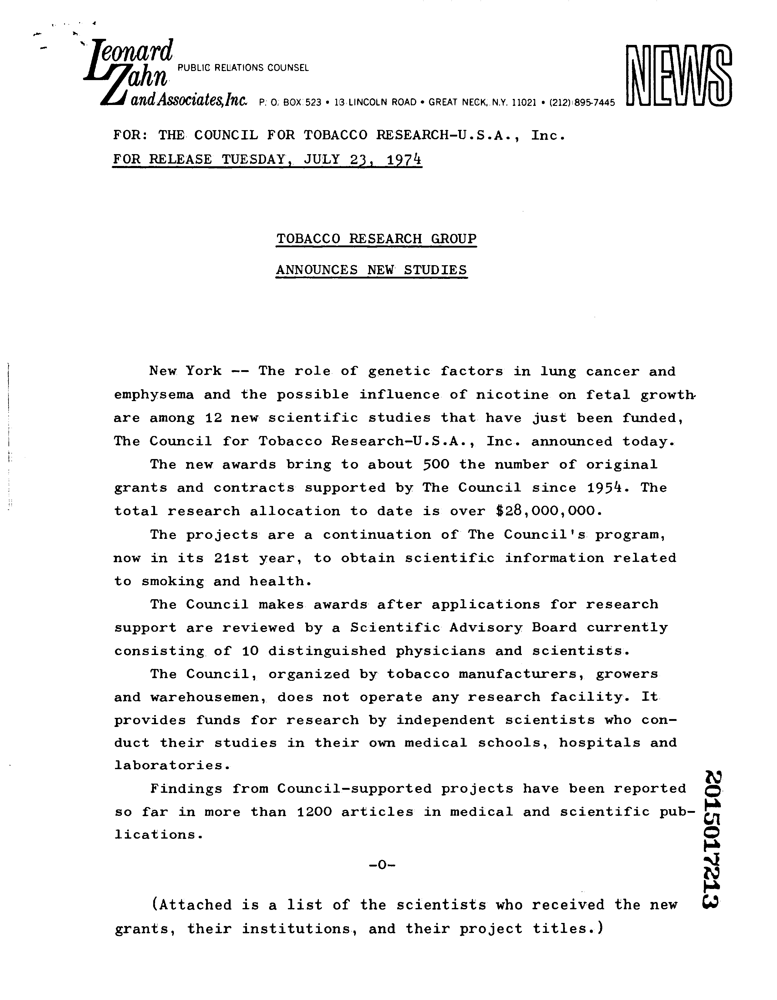 Leonard
Zahn PUBLIC RELATIONS COUNSEL
and Associates, Inc. P. O. BOX 523 • 13 LINCOLN ROAD • GREAT NECK, N.Y. 11021 • (212) 895-7445
NEWS
FOR: THE COUNCIL FOR TOBACCO RESEARCH-U.S.A., Inc.
FOR RELEASE TUESDAY, JULY 23, 1974
TOBACCO RESEARCH GROUP
ANNOUNCES NEW STUDIES
New York -- The role of genetic factors in lung cancer and
emphysema and the possible influence of nicotine on fetal growth
are among 12 new scientific studies that have just been funded,
The Council for Tobacco Research-U.S.A., Inc. announced today.
The new awards bring to about 500 the number of original
grants and contracts supported by The Council since 1954. The
total research allocation to date is over $28,000,000.
The projects are a continuation of The Council's program,
now in its 21st year, to obtain scientific information related
to smoking and health.
The Council makes awards after applications for research
support are reviewed by a Scientific Advisory Board currently
consisting of 10 distinguished physicians and scientists.
The Council, organized by tobacco manufacturers, growers
and warehousemen, does not operate any research facility. It
provides funds for research by independent scientists who con-
duct their studies in their own medical schools, hospitals and
laboratories.
Findings from Council-supported projects have been reported
so far in more than 1200 articles in medical and scientific pub-
lications.
-0-
(Attached is a list of the scientists who received the new
grants, their institutions, and their project titles.)
2015017213